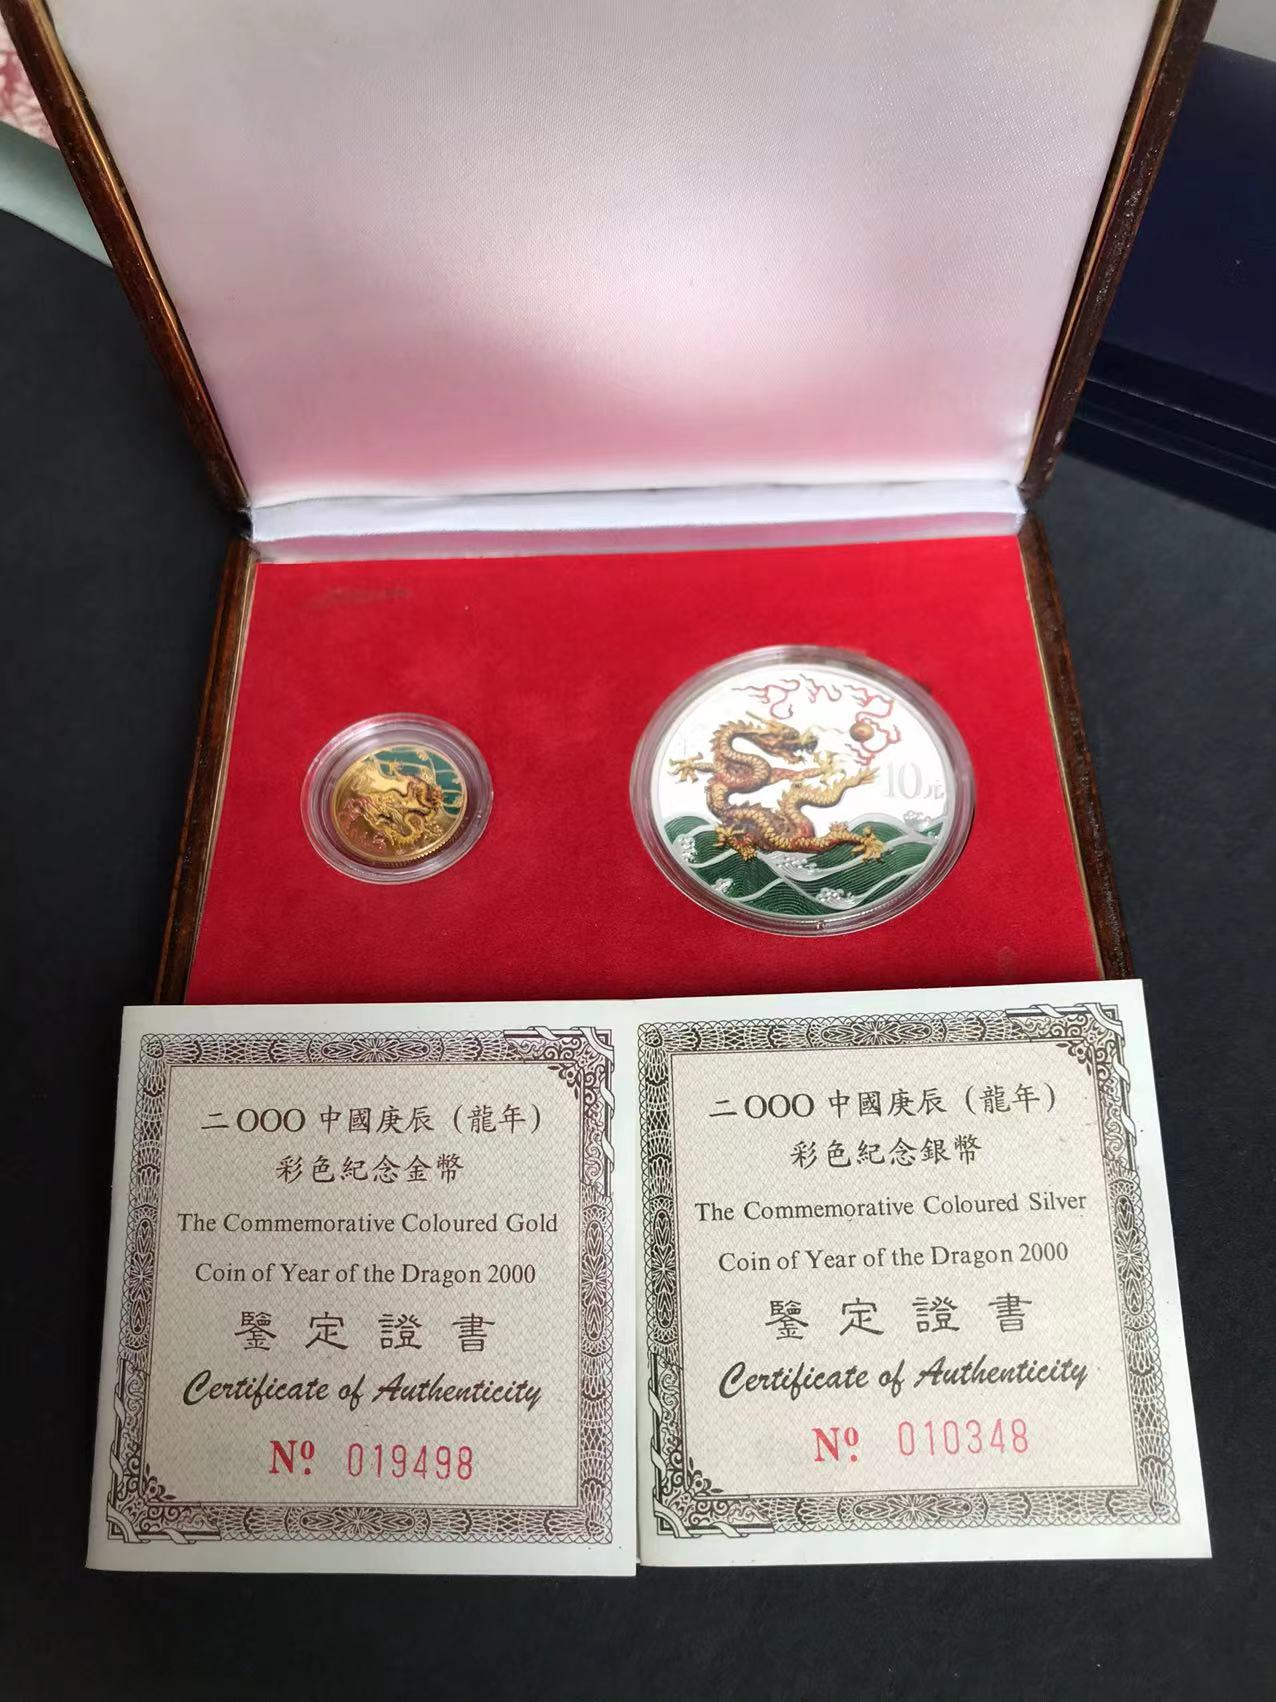 10元
二OOO中國庚辰（龍年）
彩色紀念金幣
The Commemorative Coloured Gold
Coin of Year of the Dragon 2000
鑒定證書
Certificate of Authenticity
Nº. 019498
二OOO中國庚辰（龍年）
彩色紀念銀幣
The Commemorative Coloured Silver
Coin of Year of the Dragon 2000
鑒定證書
Certificate of Authenticity
Nº. 010348